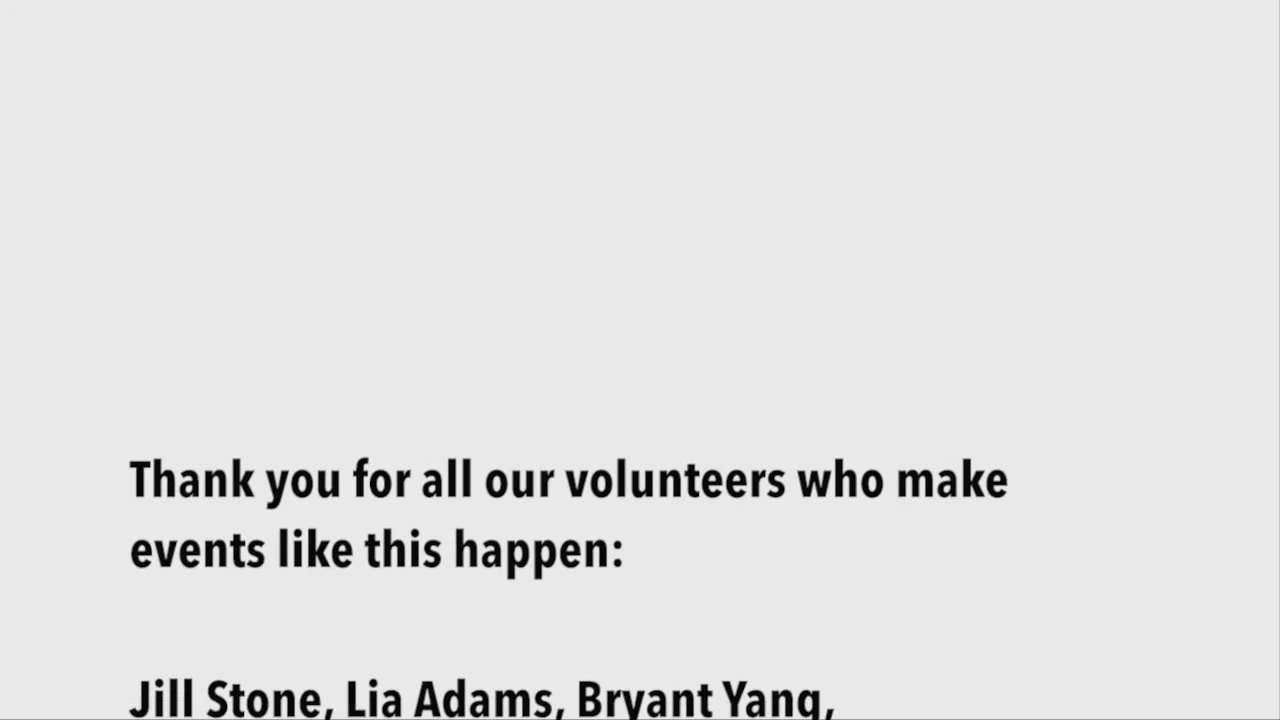 Thank you for all our volunteers who make
events like this happen:
Jill Stone, Lia Adams, Bryant Yang,